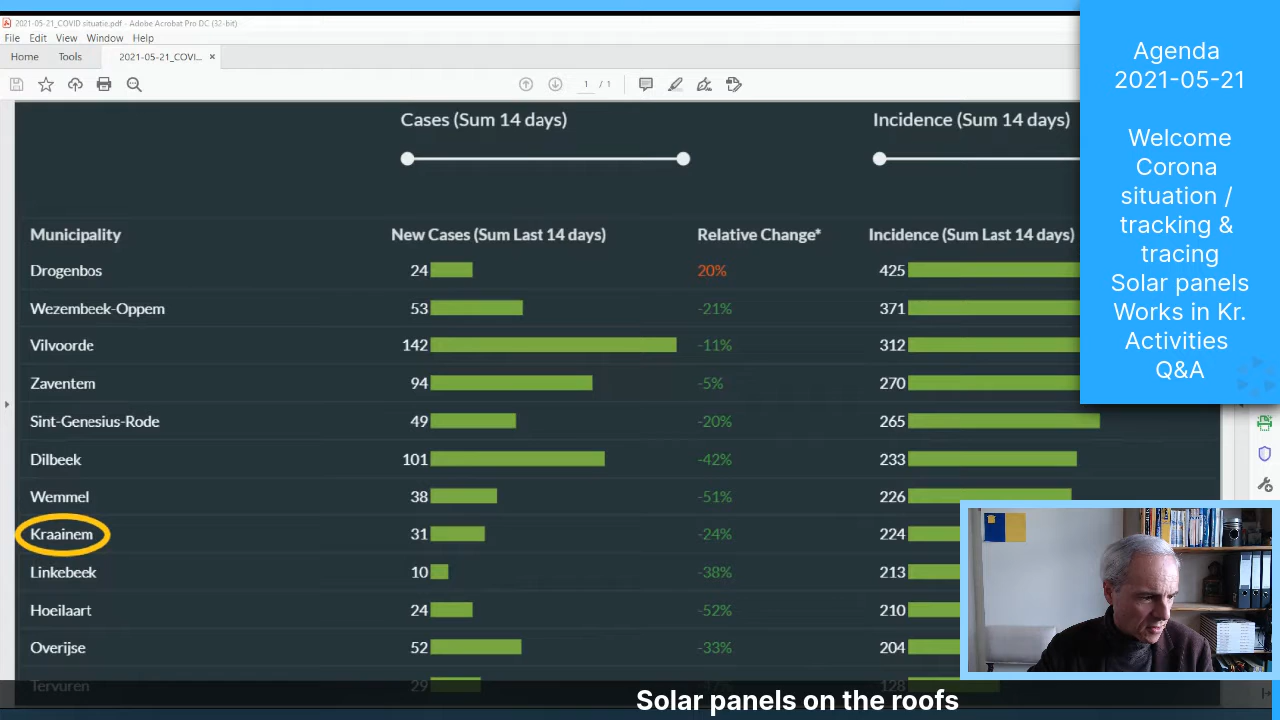 2021-05-21_COVID situatie.pdf - Adobe Acrobat Pro DC (32-bit)
File Edit View Window Help
Home Tools 2021-05-21_COVI... ×
1 / 1
Cases (Sum 14 days) Incidence (Sum 14 days)
Municipality New Cases (Sum Last 14 days) Relative Change* Incidence (Sum Last 14 days)
Drogenbos 24 20% 425
Wezembeek-Oppem 53 -21% 371
Vilvoorde 142 -11% 312
Zaventem 94 -5% 270
Sint-Genesius-Rode 49 -20% 265
Dilbeek 101 -42% 233
Wemmel 38 -51% 226
Kraainem 31 -24% 224
Linkebeek 10 -38% 213
Hoeilaart 24 -52% 210
Overijse 52 -33% 204
Tervuren 29 128
Agenda
2021-05-21
Welcome
Corona
situation /
tracking &
tracing
Solar panels
Works in Kr.
Activities
Q&A
Solar panels on the roofs